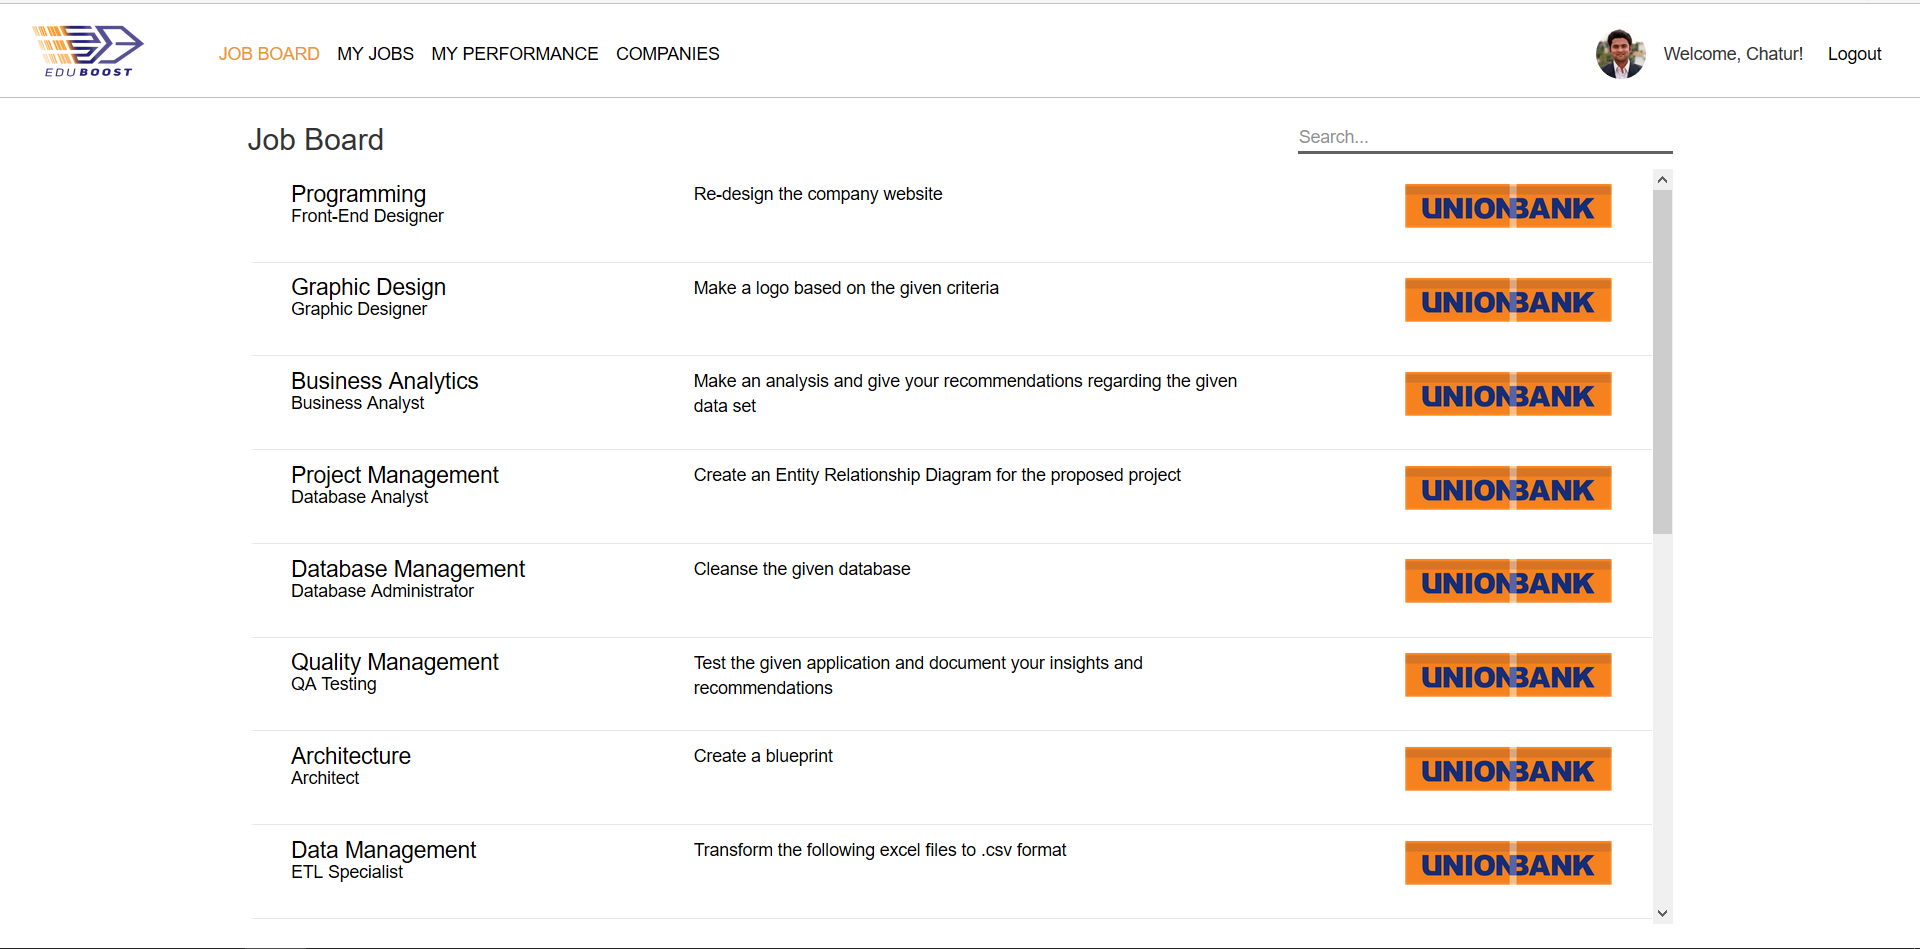 EDUBOOST
JOB BOARD MY JOBS MY PERFORMANCE COMPANIES
Welcome, Chatur! Logout
Job Board
Search...
Programming
Front-End Designer
Re-design the company website
UNIONBANK
Graphic Design
Graphic Designer
Make a logo based on the given criteria
UNIONBANK
Business Analytics
Business Analyst
Make an analysis and give your recommendations regarding the given
data set
UNIONBANK
Project Management
Database Analyst
Create an Entity Relationship Diagram for the proposed project
UNIONBANK
Database Management
Database Administrator
Cleanse the given database
UNIONBANK
Quality Management
QA Testing
Test the given application and document your insights and
recommendations
UNIONBANK
Architecture
Architect
Create a blueprint
UNIONBANK
Data Management
ETL Specialist
Transform the following excel files to .csv format
UNIONBANK